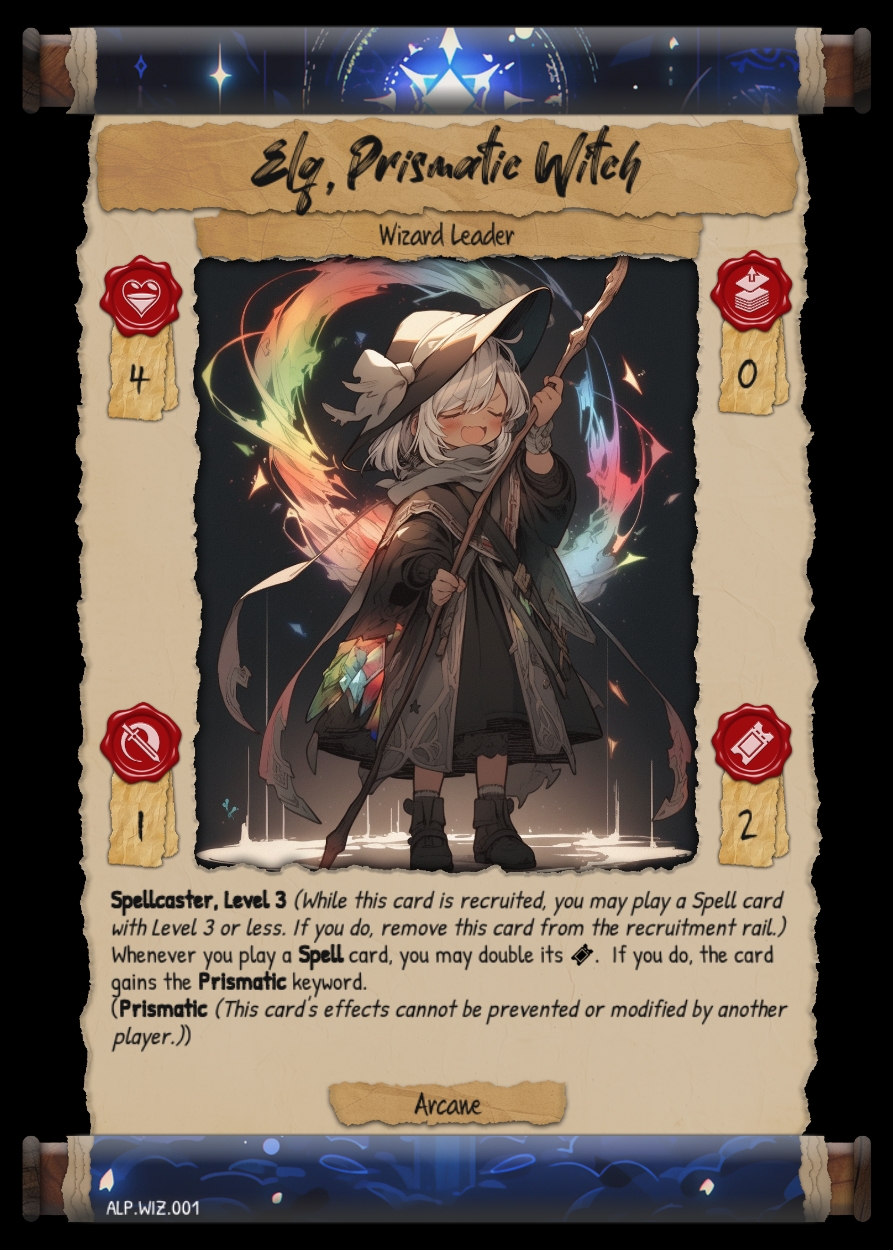 Elq, Prismatic Witch
Wizard Leader
4
0
1
2
Spellcaster, Level 3 (While this card is recruited, you may play a Spell card
with Level 3 or less. If you do, remove this card from the recruitment rail.)
Whenever you play a Spell card, you may double its . If you do, the card
gains the Prismatic keyword.
(Prismatic (This card's effects cannot be prevented or modified by another
player.))
Arcane
ALP.WIZ.001